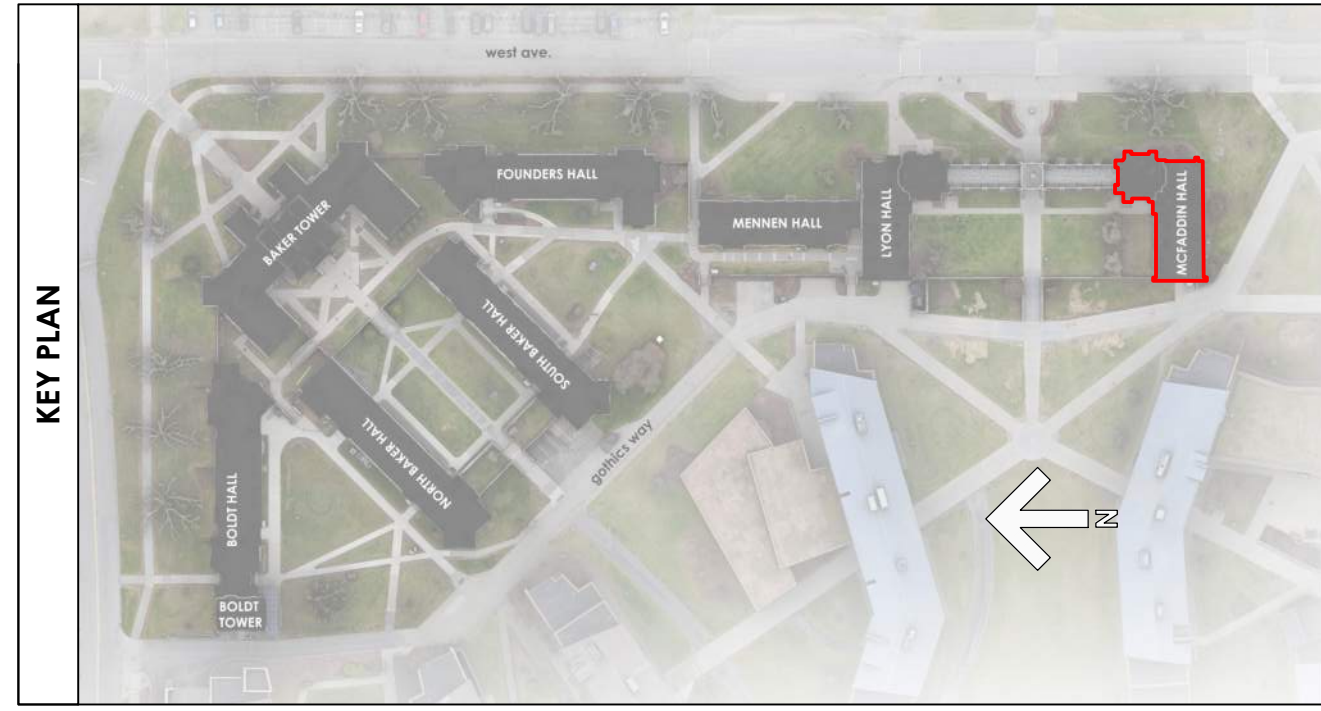 KEY PLAN
west ave.
FOUNDERS HALL
BAKER TOWER
MENNEN HALL
LYON HALL
MCFADDIN HALL
SOUTH BAKER HALL
NORTH BAKER HALL
gothics way
BOLDT HALL
BOLDT
TOWER
N